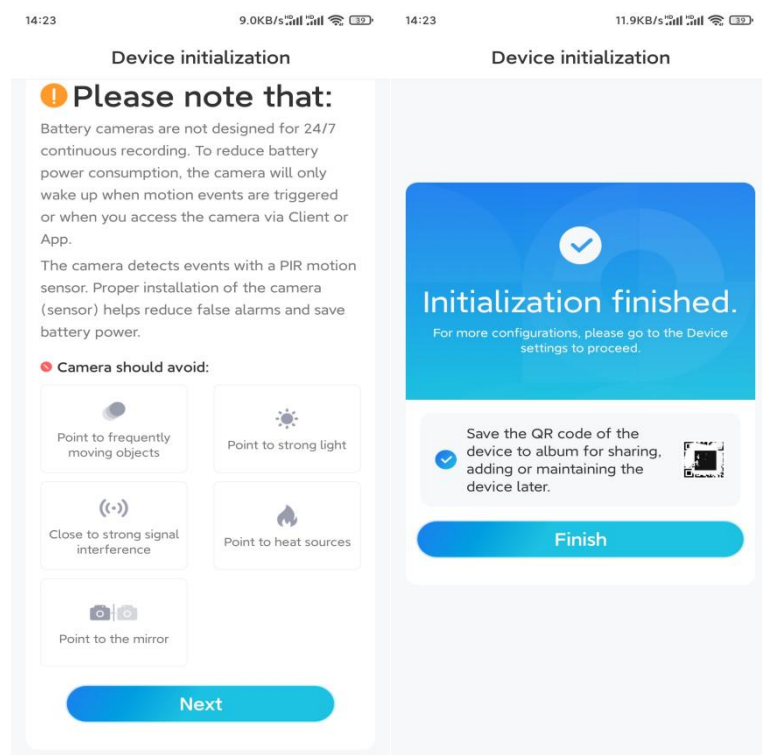 14:23
9.0KB/s
39
Device initialization
Please note that:
Battery cameras are not designed for 24/7
continuous recording. To reduce battery
power consumption, the camera will only
wake up when motion events are triggered
or when you access the camera via Client or
App.
The camera detects events with a PIR motion
sensor. Proper installation of the camera
(sensor) helps reduce false alarms and save
battery power.
Camera should avoid:
Point to frequently
moving objects
Point to strong light
Close to strong signal
interference
Point to heat sources
Point to the mirror
Next
14:23
11.9KB/s
39
Device initialization
Initialization finished.
For more configurations, please go to the Device
settings to proceed.
Save the QR code of the
device to album for sharing,
adding or maintaining the
device later.
Finish